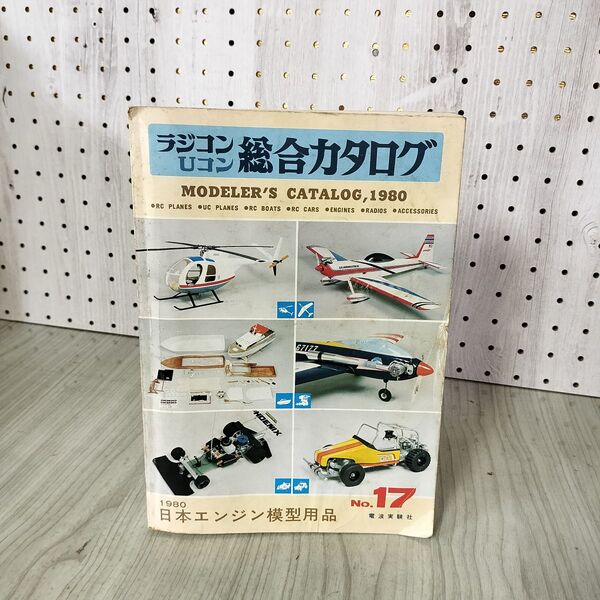 ラジコン
Uコン
総合カタログ
MODELER'S CATALOG, 1980
●RC PLANES ●UC PLANES ●RC BOATS ●RC CARS ●ENGINES ●RADIOS ●ACCESSORIES
67177
PHOENIX
1980
日本エンジン模型用品
No.17
電波実験社